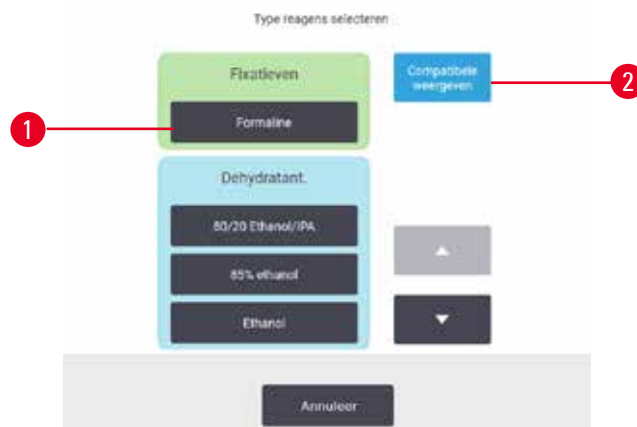 Type reagens selecteren
Fixatieven
Compatibele
weergeven
2
1
Formaline
Dehydratant.
80/20 Ethanol/IPA
85% ethanol
Ethanol
Annuleer